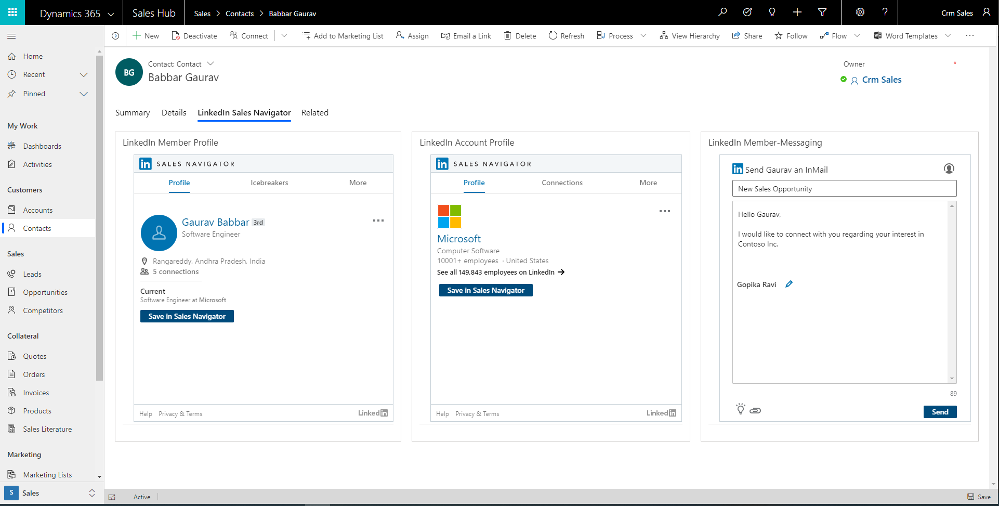 Dynamics 365
Sales Hub
Sales > Contacts > Babbar Gaurav
Crm Sales
New
Deactivate
Connect
Add to Marketing List
Assign
Email a Link
Delete
Refresh
Process
View Hierarchy
Share
Follow
Flow
Word Templates
Home
Recent
Pinned
My Work
Dashboards
Activities
Customers
Accounts
Contacts
Sales
Leads
Opportunities
Competitors
Collateral
Quotes
Orders
Invoices
Products
Sales Literature
Marketing
Marketing Lists
S Sales
BG
Contact: Contact
Babbar Gaurav
Owner *
Crm Sales
Summary
Details
LinkedIn Sales Navigator
Related
LinkedIn Member Profile
in SALES NAVIGATOR
Profile
Icebreakers
More
Gaurav Babbar 3rd
Software Engineer
Rangareddy, Andhra Pradesh, India
5 connections
Current
Software Engineer at Microsoft
Save in Sales Navigator
Help Privacy & Terms
Linkedin
LinkedIn Account Profile
in SALES NAVIGATOR
Profile
Connections
More
Microsoft
Computer Software
10001+ employees · United States
See all 149,843 employees on LinkedIn →
Save in Sales Navigator
Help Privacy & Terms
Linkedin
LinkedIn Member-Messaging
in Send Gaurav an InMail
New Sales Opportunity
Hello Gaurav,
I would like to connect with you regarding your interest in
Contoso Inc.
Gopika Ravi
89
Send
Active
Save